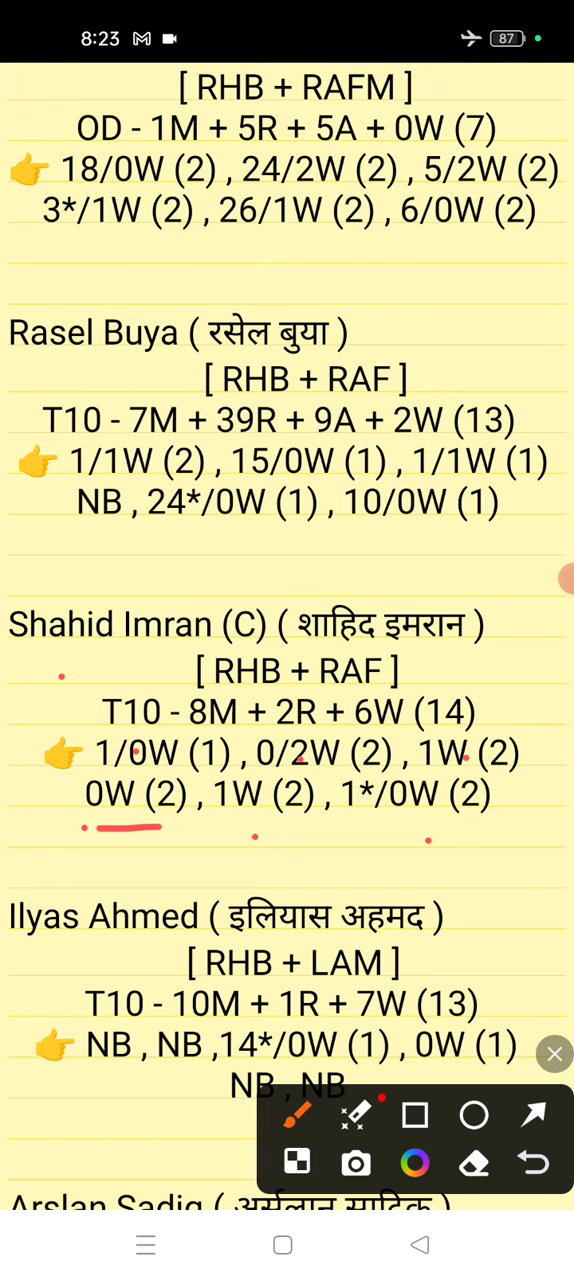 8:23
87
[ RHB + RAFM ]
OD - 1M + 5R + 5A + 0W (7)
👉 18/0W (2) , 24/2W (2) , 5/2W (2)
3*/1W (2) , 26/1W (2) , 6/0W (2)
Rasel Buya ( रसेल बुया )
[ RHB + RAF ]
T10 - 7M + 39R + 9A + 2W (13)
👉 1/1W (2) , 15/0W (1) , 1/1W (1)
NB , 24*/0W (1) , 10/0W (1)
Shahid Imran (C) ( शाहिद इमरान )
[ RHB + RAF ]
T10 - 8M + 2R + 6W (14)
👉 1/0W (1) , 0/2W (2) , 1W (2)
0W (2) , 1W (2) , 1*/0W (2)
Ilyas Ahmed ( इलियास अहमद )
[ RHB + LAM ]
T10 - 10M + 1R + 7W (13)
👉 NB , NB ,14*/0W (1) , 0W (1)
NB , NB
Arslan Sadiq ( अर्सलान सादिक )